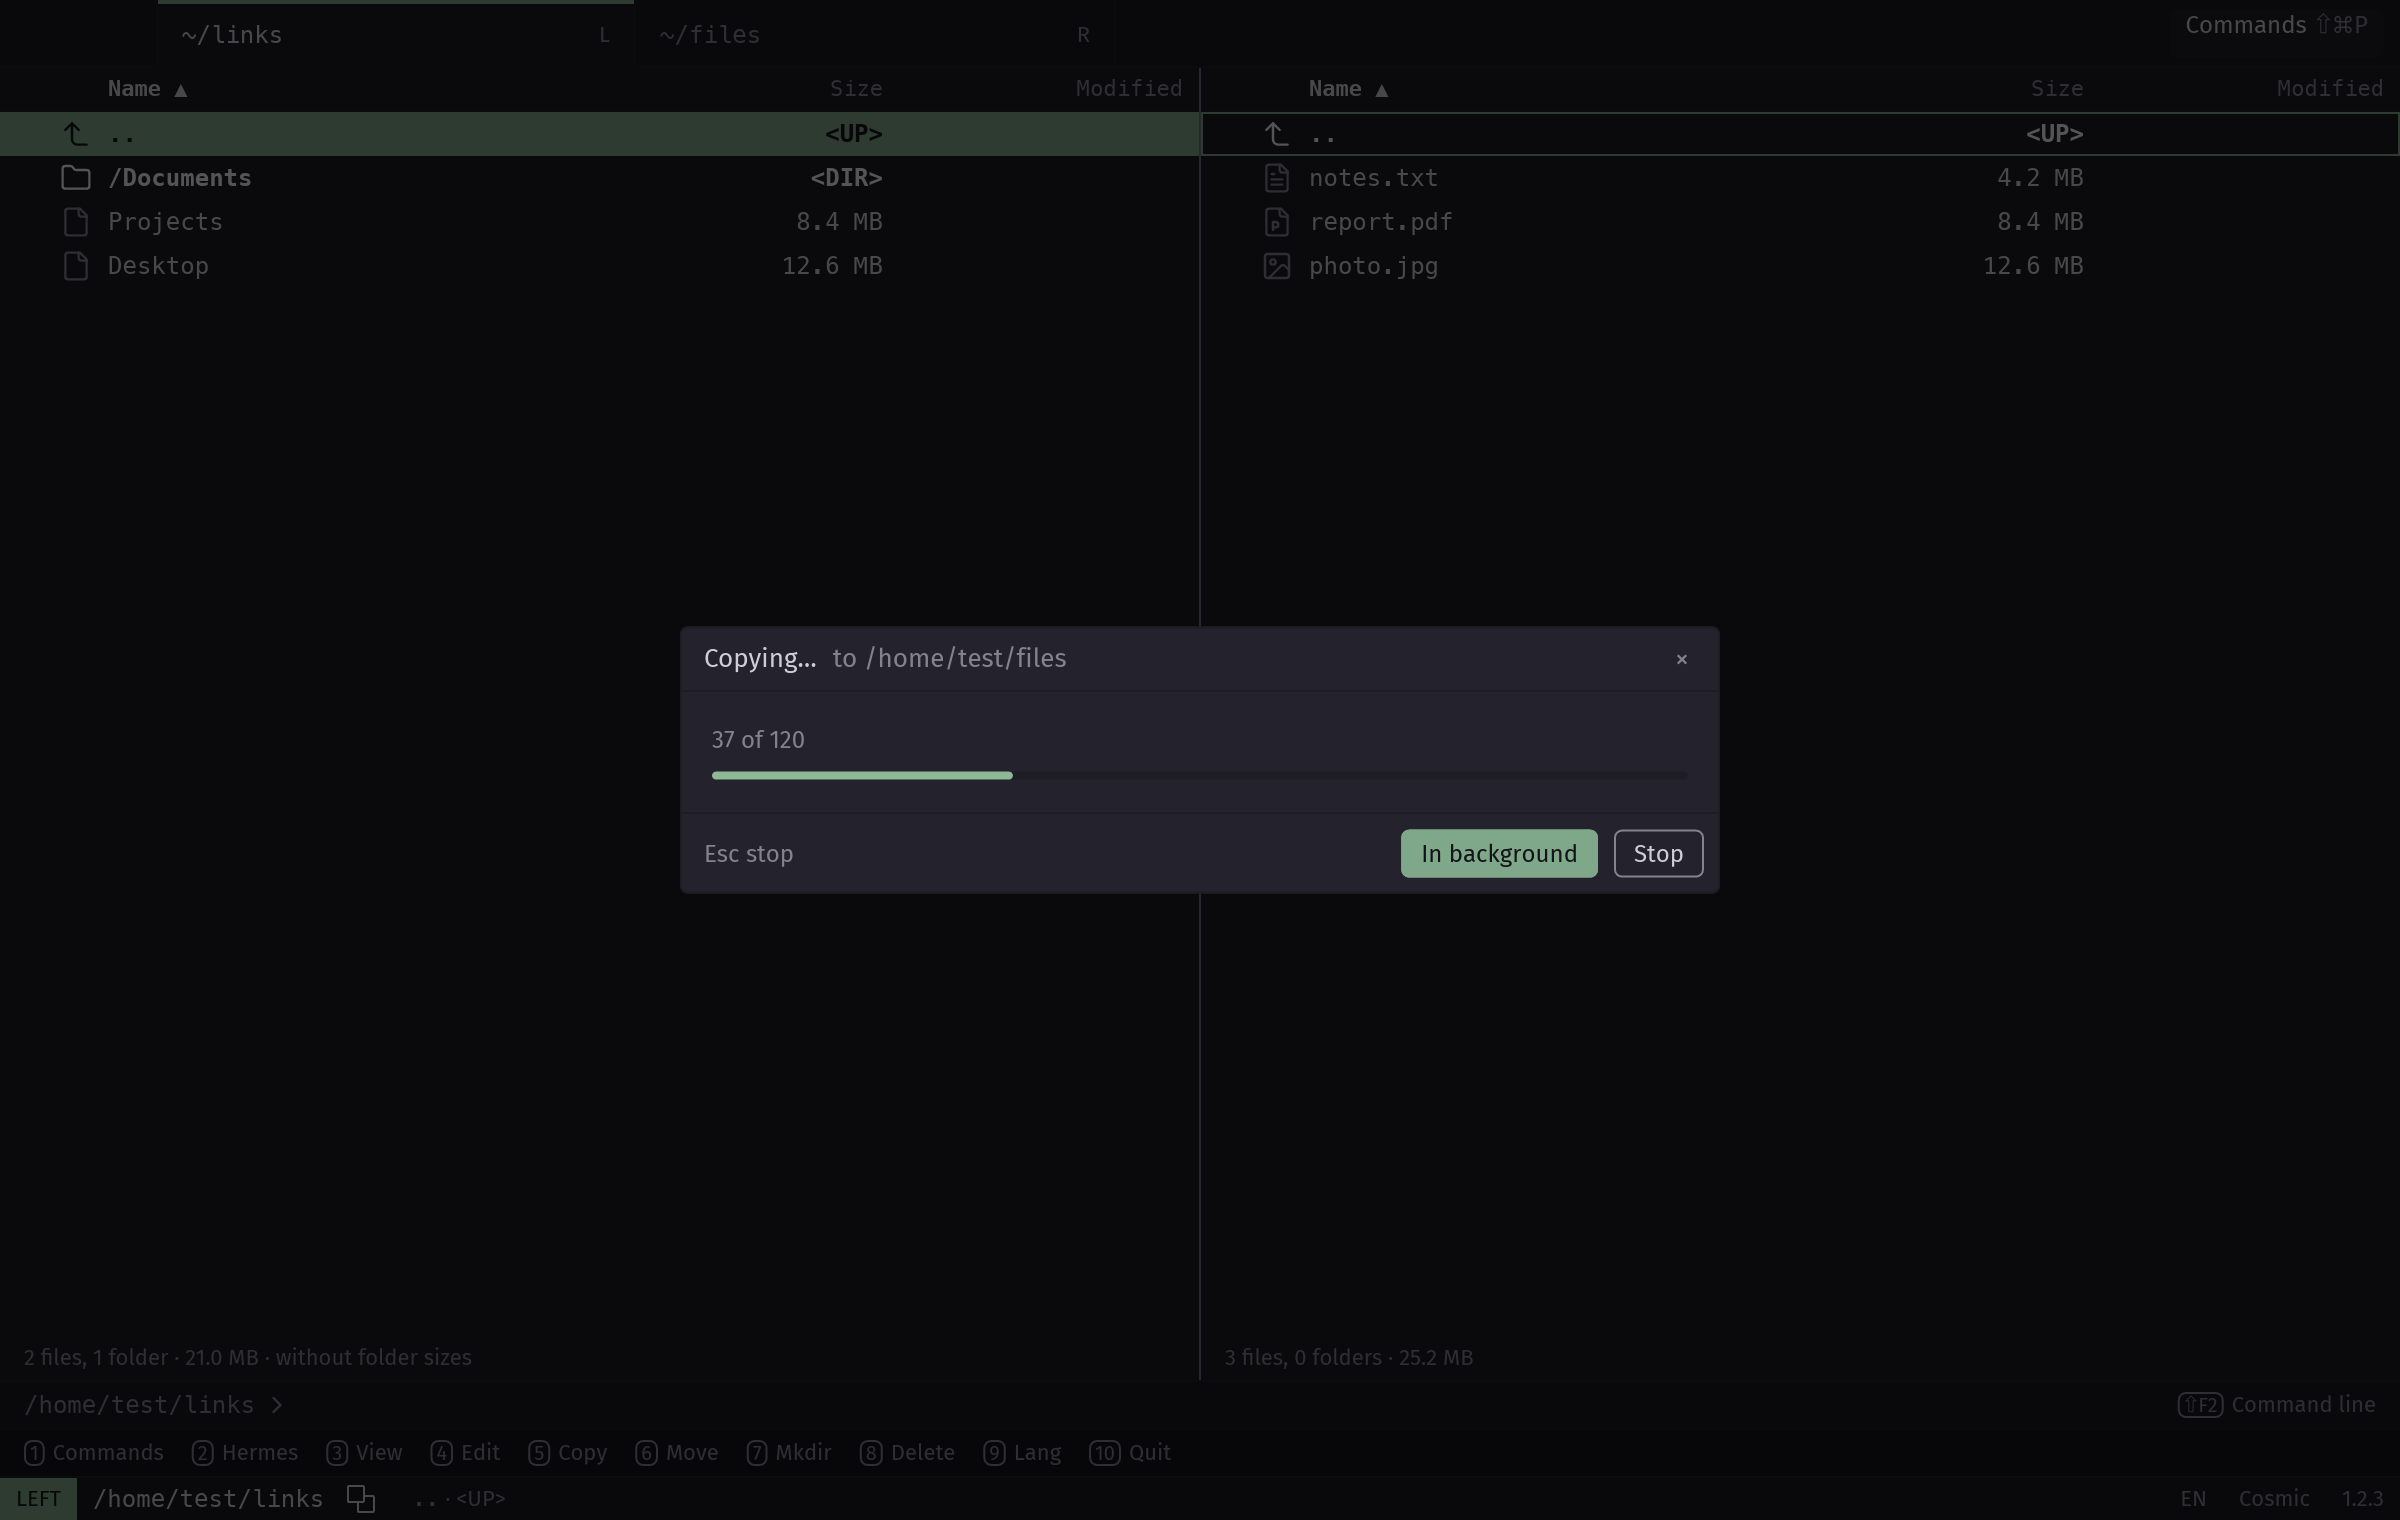 ~/links L ~/files R Commands ⇧⌘P
Name ▲ Size Modified Name ▲ Size Modified
.. <UP> .. <UP>
/Documents <DIR> notes.txt 4.2 MB
Projects 8.4 MB report.pdf 8.4 MB
Desktop 12.6 MB photo.jpg 12.6 MB
Copying... to /home/test/files ×
37 of 120
Esc stop In background Stop
2 files, 1 folder · 21.0 MB · without folder sizes 3 files, 0 folders · 25.2 MB
/home/test/links > ⇧F2 Command line
1 Commands 2 Hermes 3 View 4 Edit 5 Copy 6 Move 7 Mkdir 8 Delete 9 Lang 10 Quit
LEFT /home/test/links .. · <UP> EN Cosmic 1.2.3